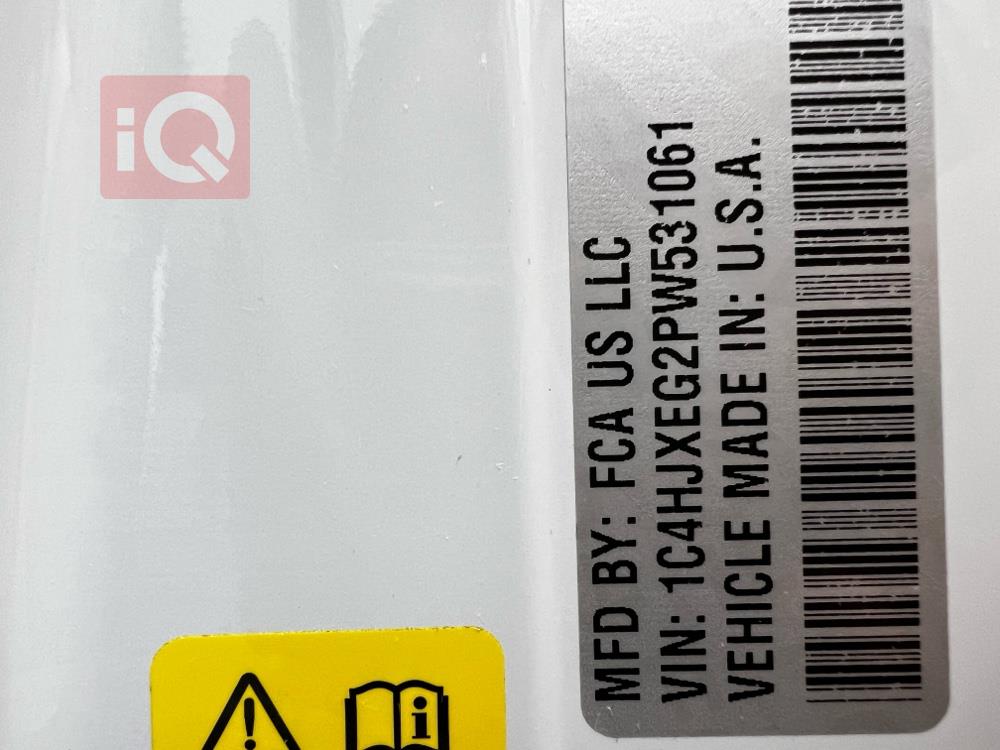 iQ
MFD BY: FCA US LLC
VIN: 1C4HJXEG2PW531061
VEHICLE MADE IN: U.S.A.
i